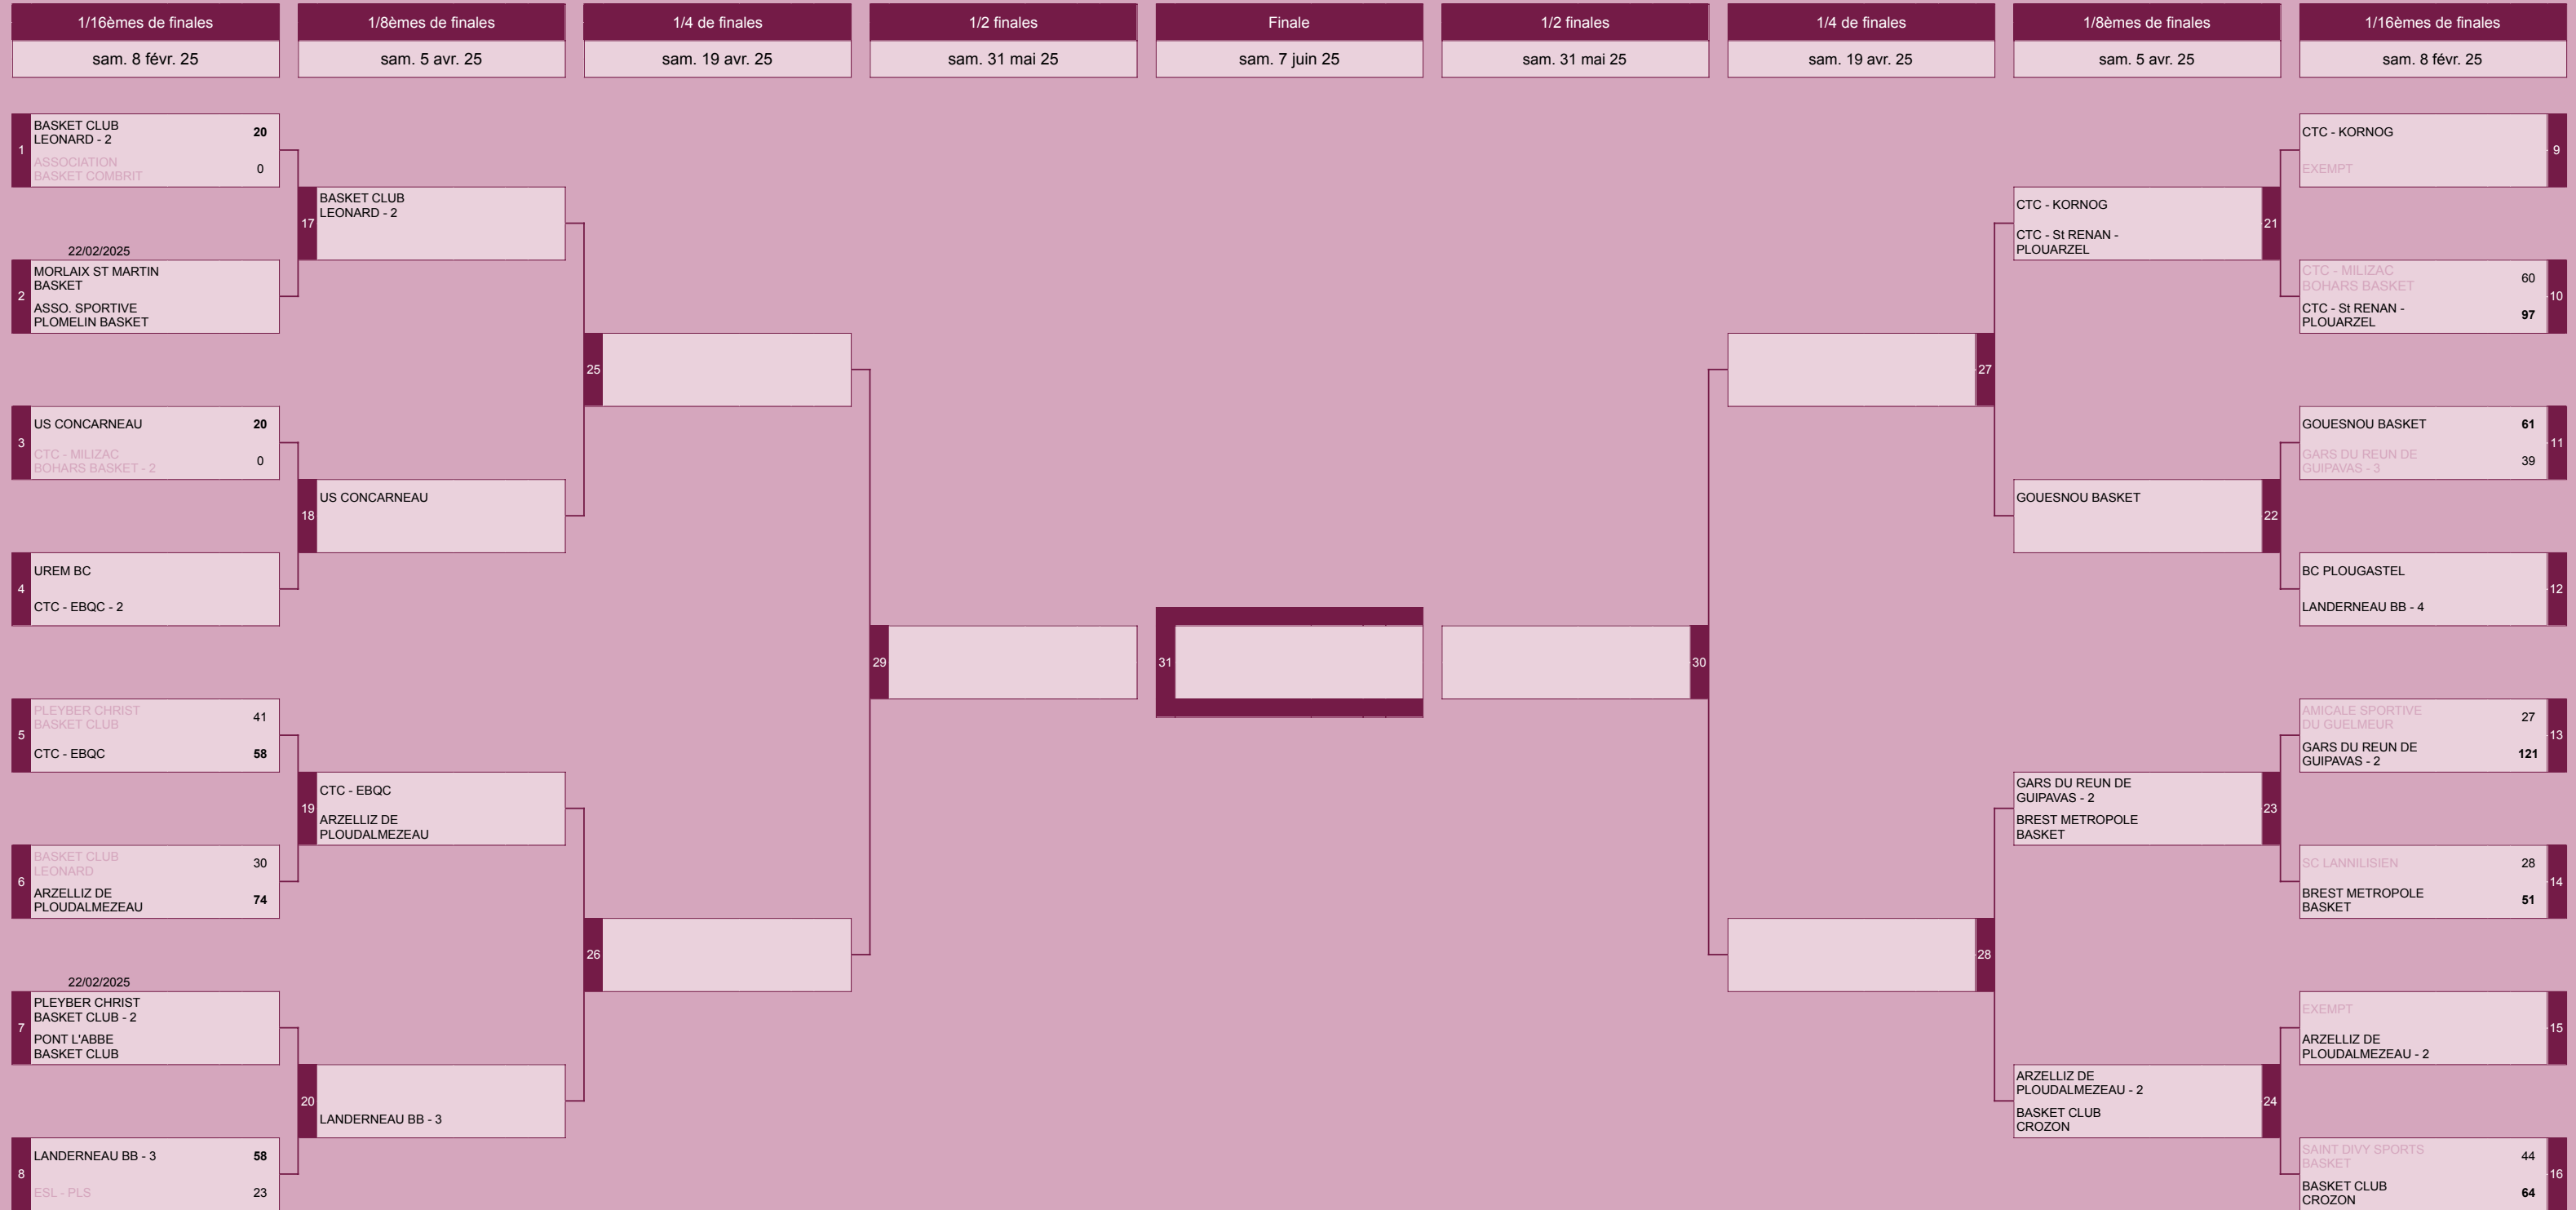 1/16èmes de finales
1/8èmes de finales
1/4 de finales
1/2 finales
Finale
1/2 finales
1/4 de finales
1/8èmes de finales
1/16èmes de finales
sam. 8 févr. 25
sam. 5 avr. 25
sam. 19 avr. 25
sam. 31 mai 25
sam. 7 juin 25
sam. 31 mai 25
sam. 19 avr. 25
sam. 5 avr. 25
sam. 8 févr. 25
1
BASKET CLUB
LEONARD - 2
20
ASSOCIATION
BASKET COMBRIT
0
22/02/2025
2
MORLAIX ST MARTIN
BASKET
ASSO. SPORTIVE
PLOMELIN BASKET
3
US CONCARNEAU
20
CTC - MILIZAC
BOHARS BASKET - 2
0
4
UREM BC
CTC - EBQC - 2
5
PLEYBER CHRIST
BASKET CLUB
41
CTC - EBQC
58
6
BASKET CLUB
LEONARD
30
ARZELLIZ DE
PLOUDALMEZEAU
74
22/02/2025
7
PLEYBER CHRIST
BASKET CLUB - 2
PONT L'ABBE
BASKET CLUB
8
LANDERNEAU BB - 3
58
ESL - PLS
23
17
BASKET CLUB
LEONARD - 2
18
US CONCARNEAU
19
CTC - EBQC
ARZELLIZ DE
PLOUDALMEZEAU
20
LANDERNEAU BB - 3
25
26
29
31
30
27
28
CTC - KORNOG
CTC - St RENAN -
PLOUARZEL
21
GOUESNOU BASKET
22
GARS DU REUN DE
GUIPAVAS - 2
BREST METROPOLE
BASKET
23
ARZELLIZ DE
PLOUDALMEZEAU - 2
BASKET CLUB
CROZON
24
CTC - KORNOG
EXEMPT
9
CTC - MILIZAC
BOHARS BASKET
60
CTC - St RENAN -
PLOUARZEL
97
10
GOUESNOU BASKET
61
GARS DU REUN DE
GUIPAVAS - 3
39
11
BC PLOUGASTEL
LANDERNEAU BB - 4
12
AMICALE SPORTIVE
DU GUELMEUR
27
GARS DU REUN DE
GUIPAVAS - 2
121
13
SC LANNILISIEN
28
BREST METROPOLE
BASKET
51
14
EXEMPT
ARZELLIZ DE
PLOUDALMEZEAU - 2
15
SAINT DIVY SPORTS
BASKET
44
BASKET CLUB
CROZON
64
16